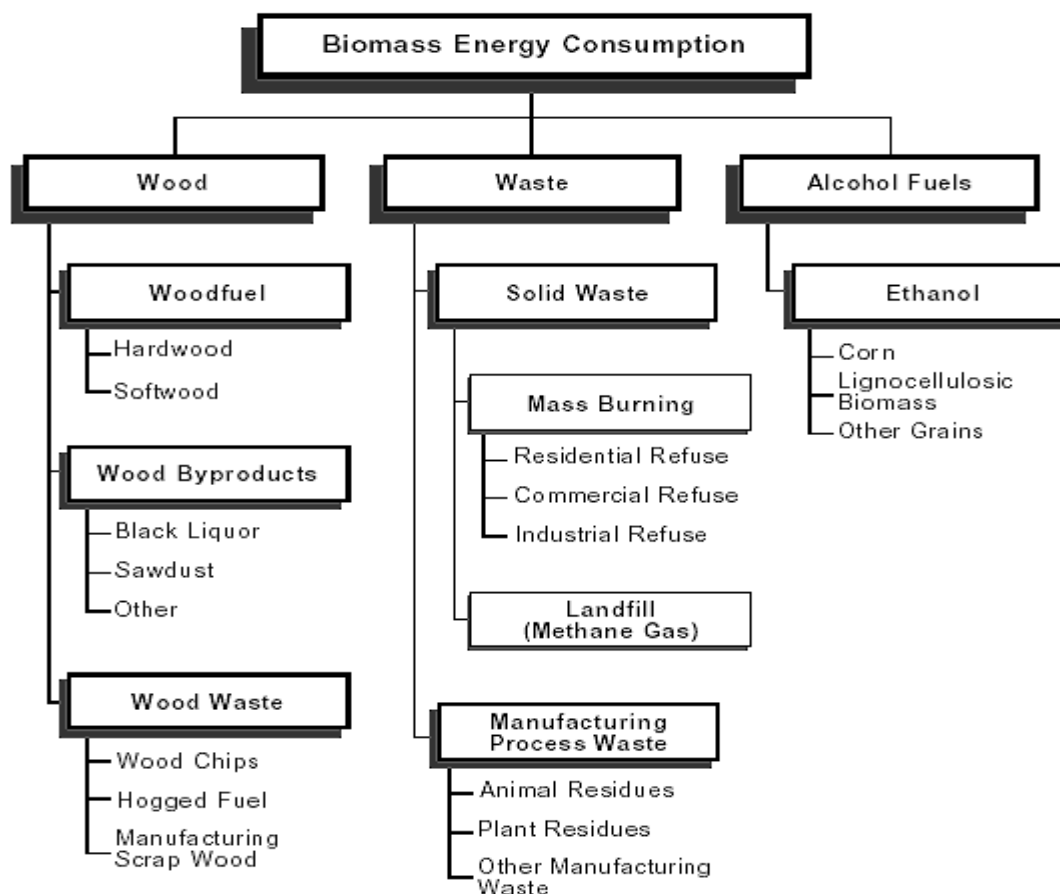 Biomass Energy Consumption
Wood
Woodfuel
Hardwood
Softwood
Wood Byproducts
Black Liquor
Sawdust
Other
Wood Waste
Wood Chips
Hogged Fuel
Manufacturing
Scrap Wood
Waste
Solid Waste
Mass Burning
Residential Refuse
Commercial Refuse
Industrial Refuse
Landfill
(Methane Gas)
Manufacturing
Process Waste
Animal Residues
Plant Residues
Other Manufacturing
Waste
Alcohol Fuels
Ethanol
Corn
Lignocellulosic
Biomass
Other Grains